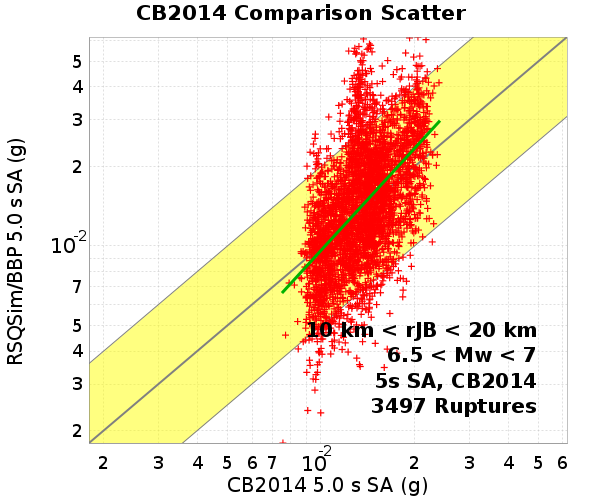 CB2014 Comparison Scatter
RSQSim/BBP 5.0 s SA (g)
5
4
3
2
10-2
7
5
4
3
2
10 km < rJB < 20 km
6.5 < Mw < 7
5s SA, CB2014
3497 Ruptures
2 3 4 5 6 7 10-2 2 3 4 5 6
CB2014 5.0 s SA (g)